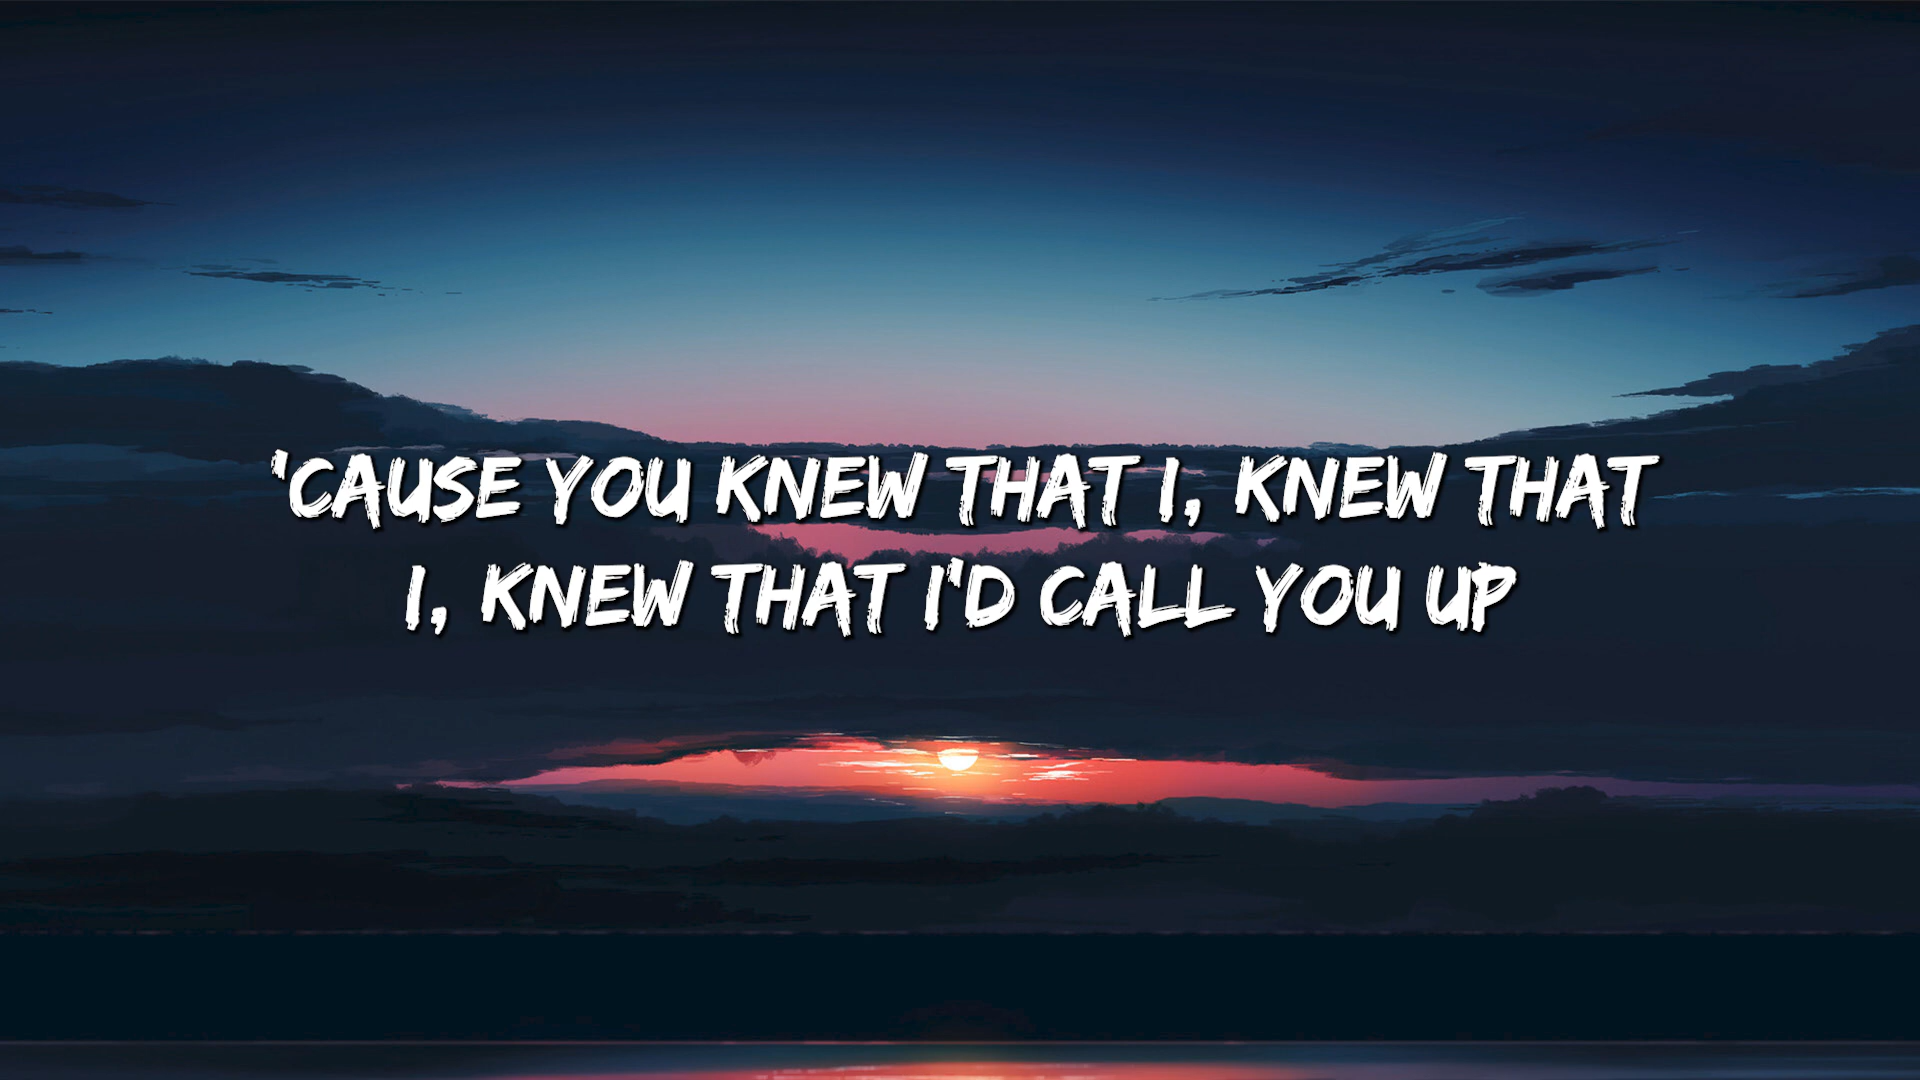 'CAUSE YOU KNEW THAT I, KNEW THAT
I, KNEW THAT I'D CALL YOU UP